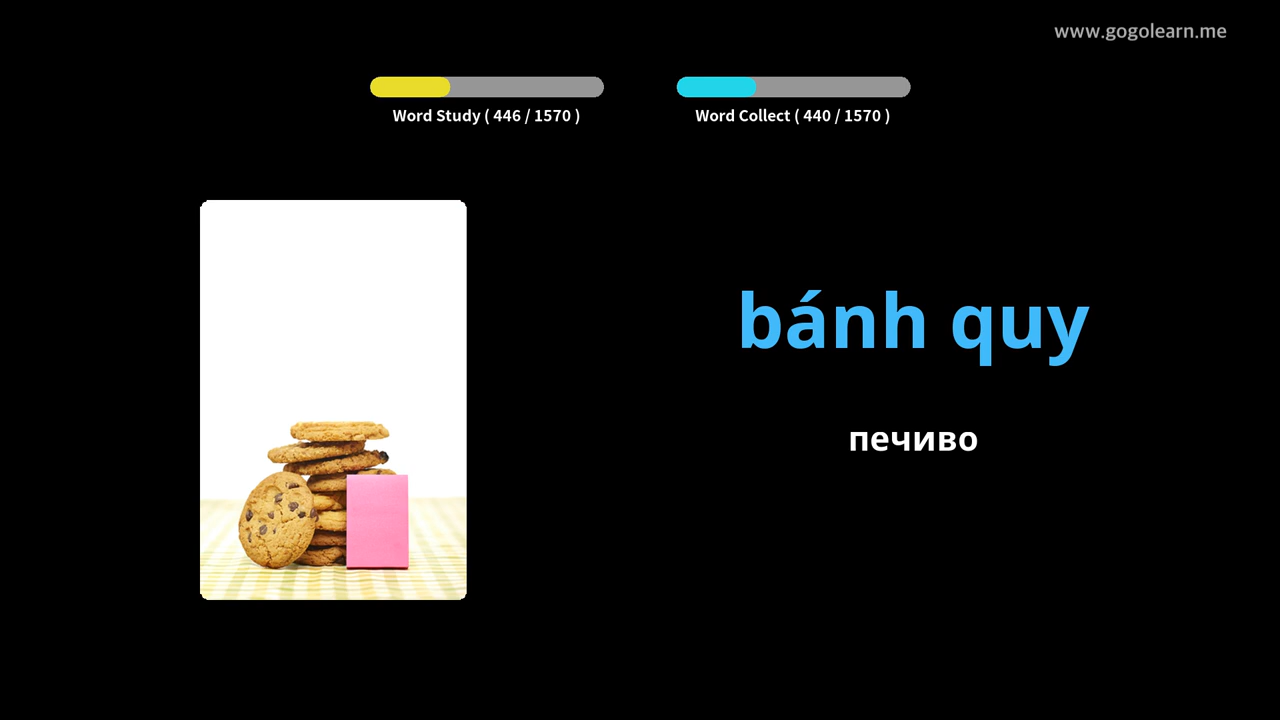 www.gogolearn.me
Word Study ( 446 / 1570 )
Word Collect ( 440 / 1570 )
bánh quy
печиво